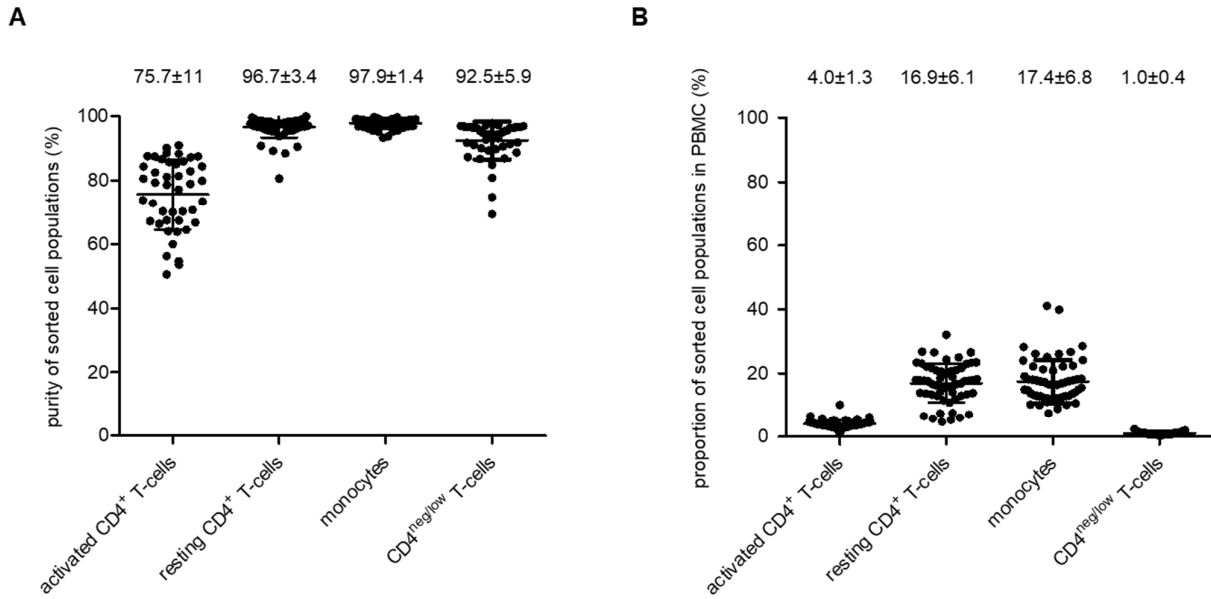 A
75.7±11 96.7±3.4 97.9±1.4 92.5±5.9
purity of sorted cell populations (%)
100
80
60
40
20
0
activated CD4⁺ T-cells
resting CD4⁺ T-cells
monocytes
CD4ⁿᵉᵍ/ˡᵒʷ T-cells
B
4.0±1.3 16.9±6.1 17.4±6.8 1.0±0.4
proportion of sorted cell populations in PBMC (%)
100
80
60
40
20
0
activated CD4⁺ T-cells
resting CD4⁺ T-cells
monocytes
CD4ⁿᵉᵍ/ˡᵒʷ T-cells